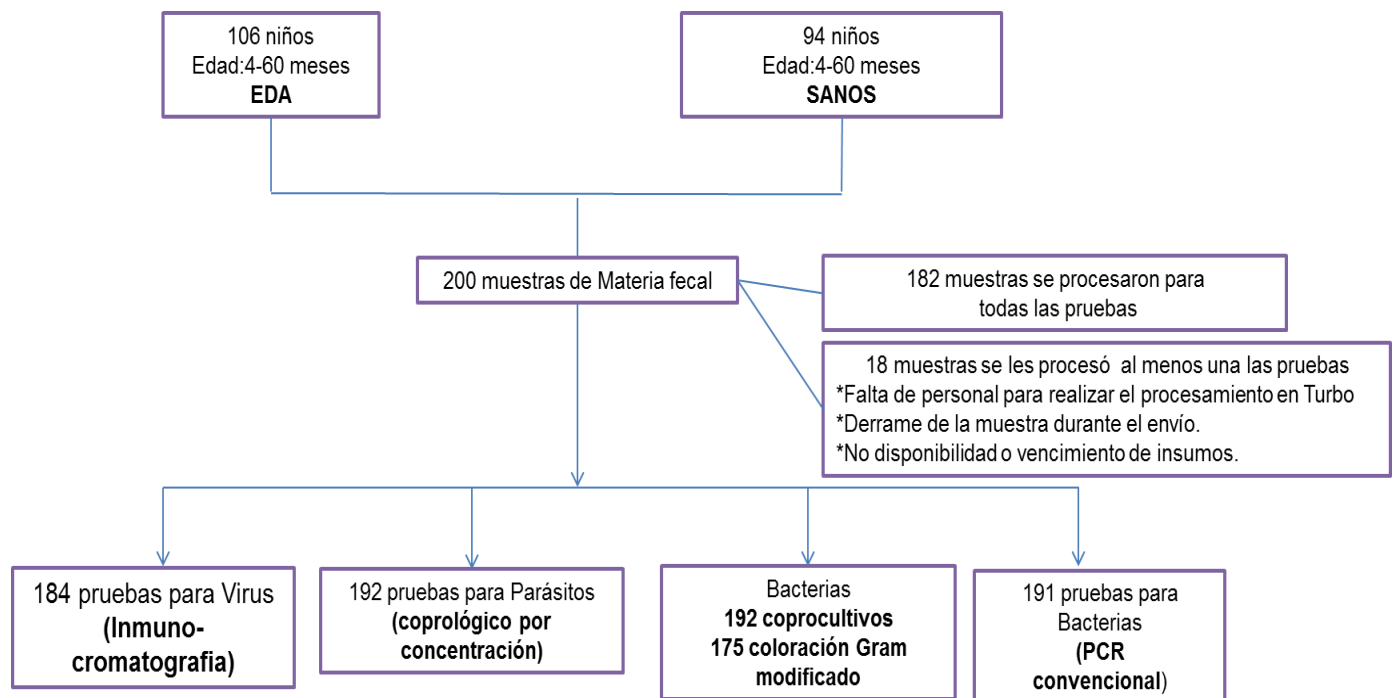 106 niños
Edad:4-60 meses
EDA
94 niños
Edad:4-60 meses
SANOS
200 muestras de Materia fecal
182 muestras se procesaron para
todas las pruebas
18 muestras se les procesó al menos una las pruebas
*Falta de personal para realizar el procesamiento en Turbo
*Derrame de la muestra durante el envío.
*No disponibilidad o vencimiento de insumos.
184 pruebas para Virus
(Inmuno-
cromatografia)
192 pruebas para Parásitos
(coprológico por
concentración)
Bacterias
192 coprocultivos
175 coloración Gram
modificado
191 pruebas para
Bacterias
(PCR
convencional)